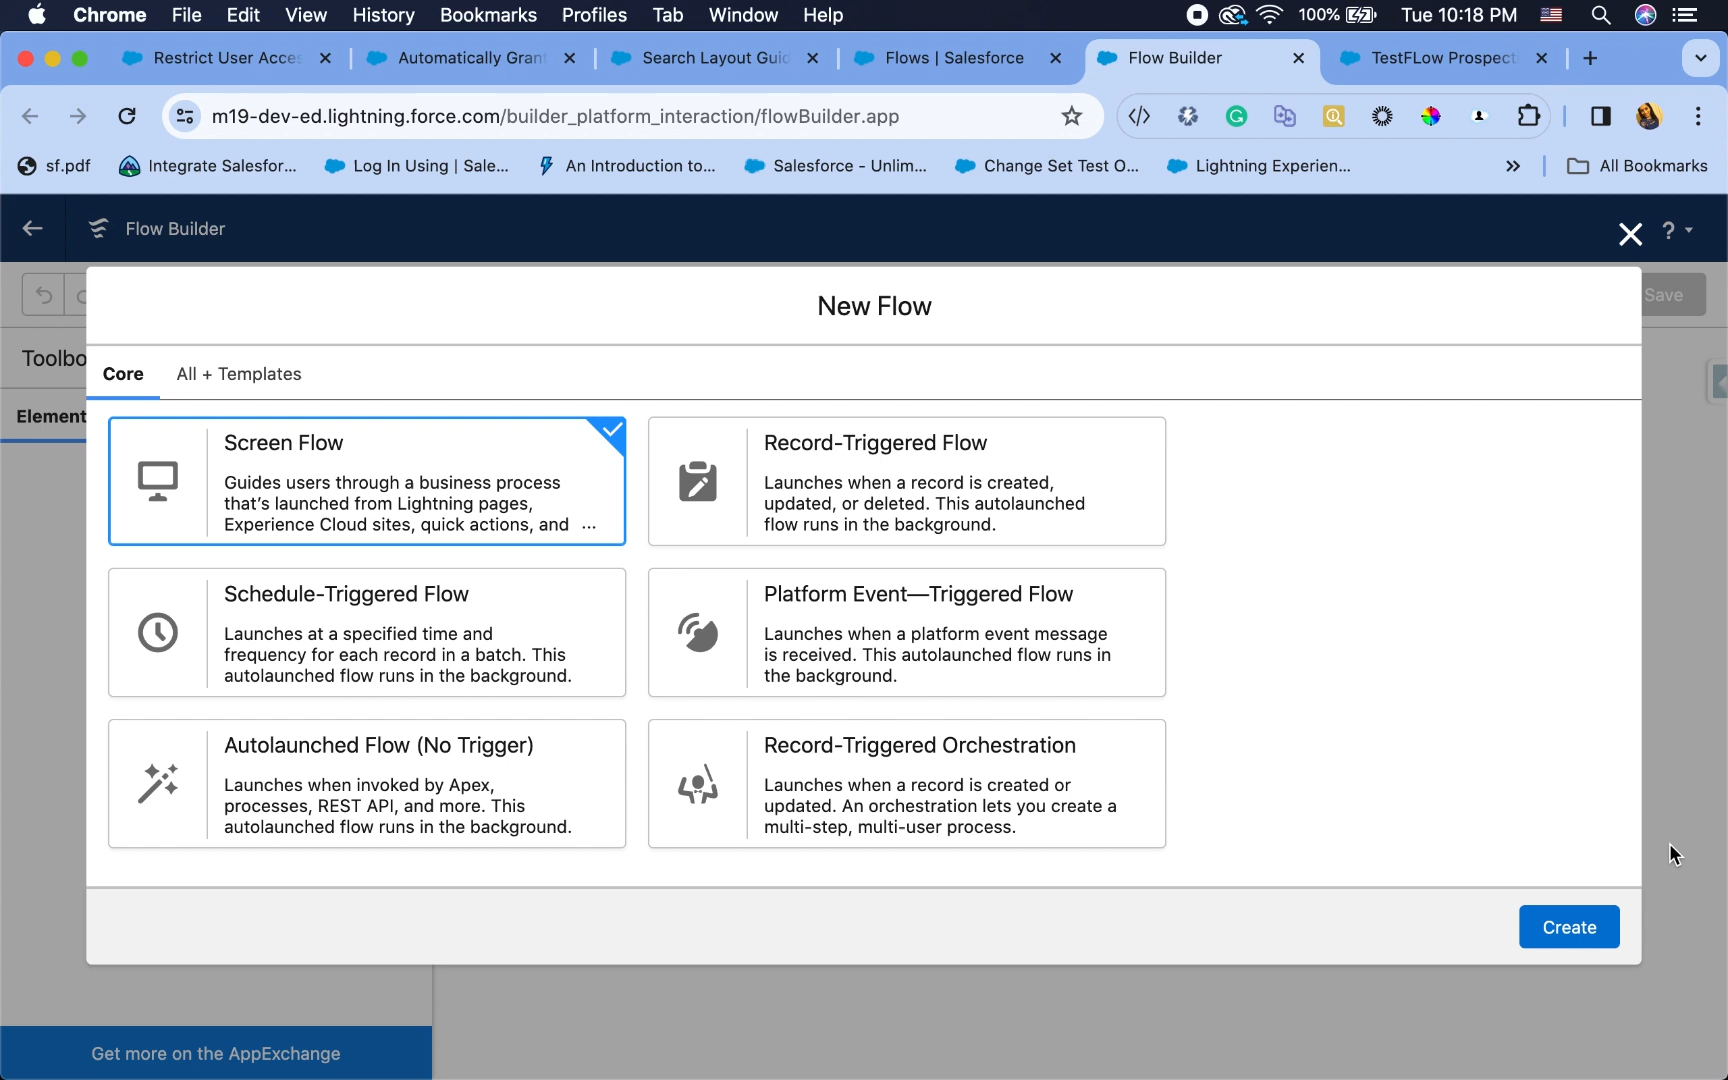 Chrome File Edit View History Bookmarks Profiles Tab Window Help 100% Tue 10:18 PM
Restrict User Acces Automatically Grant Search Layout Guid Flows | Salesforce Flow Builder TestFLow Prospect
m19-dev-ed.lightning.force.com/builder_platform_interaction/flowBuilder.app
sf.pdf Integrate Salesfor... Log In Using | Sale... An Introduction to... Salesforce - Unlim... Change Set Test O... Lightning Experien... » All Bookmarks
Flow Builder ?
Save
New Flow
Toolbo
Core All + Templates
Element
Screen Flow
Guides users through a business process
that's launched from Lightning pages,
Experience Cloud sites, quick actions, and ...
Record-Triggered Flow
Launches when a record is created,
updated, or deleted. This autolaunched
flow runs in the background.
Schedule-Triggered Flow
Launches at a specified time and
frequency for each record in a batch. This
autolaunched flow runs in the background.
Platform Event—Triggered Flow
Launches when a platform event message
is received. This autolaunched flow runs in
the background.
Autolaunched Flow (No Trigger)
Launches when invoked by Apex,
processes, REST API, and more. This
autolaunched flow runs in the background.
Record-Triggered Orchestration
Launches when a record is created or
updated. An orchestration lets you create a
multi-step, multi-user process.
Create
Get more on the AppExchange